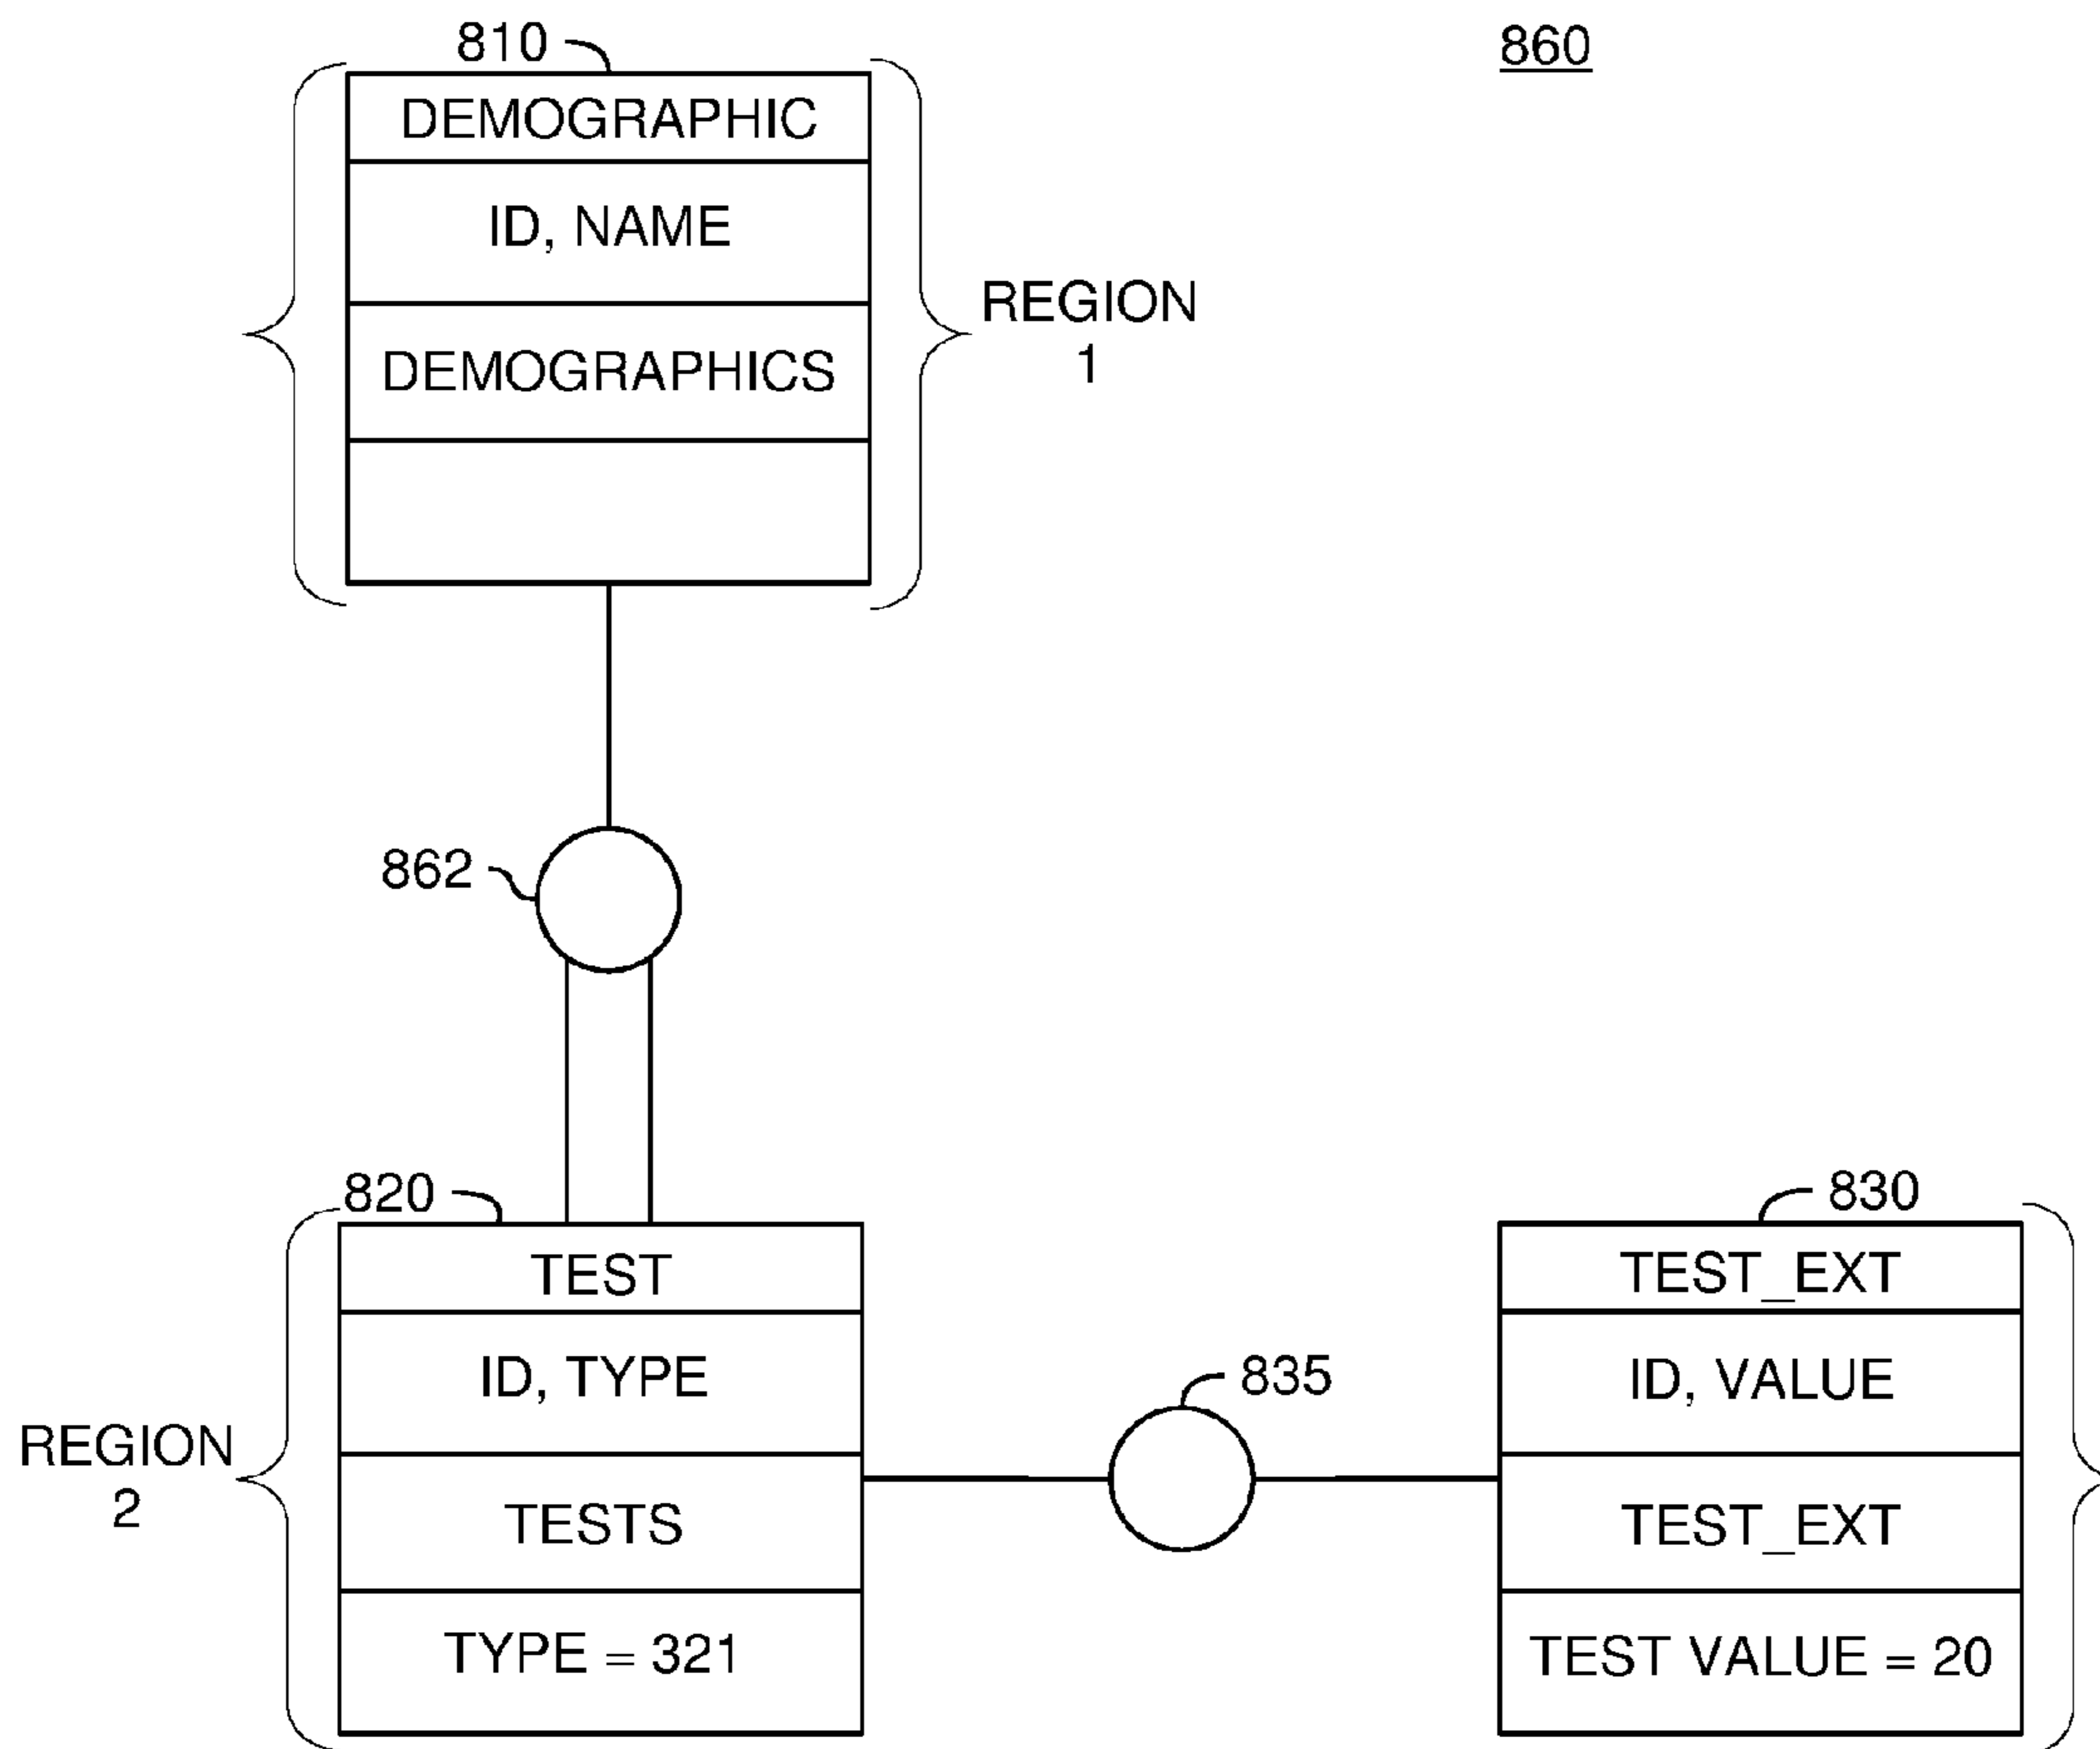 810
860
DEMOGRAPHIC
ID, NAME
DEMOGRAPHICS
REGION
1
862
820
TEST
ID, TYPE
TESTS
TYPE = 321
REGION
2
835
830
TEST_EXT
ID, VALUE
TEST_EXT
TEST VALUE = 20